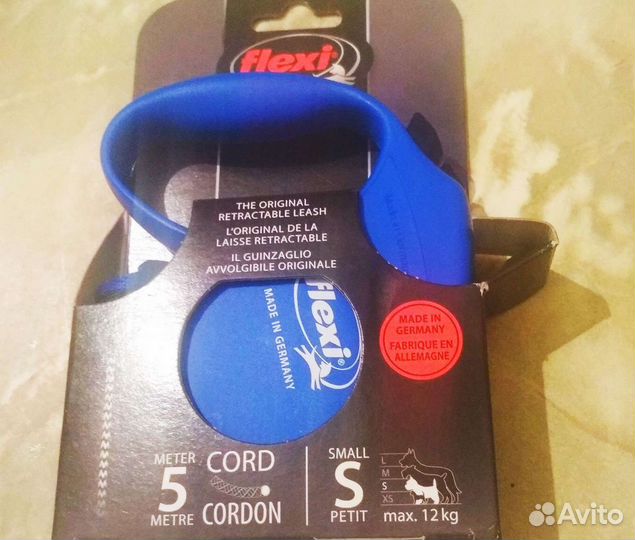 flexi
THE ORIGINAL
RETRACTABLE LEASH
L'ORIGINAL DE LA
LAISSE RETRACTABLE
IL GUINZAGLIO
AVVOLGIBILE ORIGINALE
flexi®
MADE IN GERMANY
MADE IN
GERMANY
FABRIQUE EN
ALLEMAGNE
METER
5
METRE
CORD
CORDON
SMALL
S
PETIT
L
M
S
XS
max. 12 kg
Avito